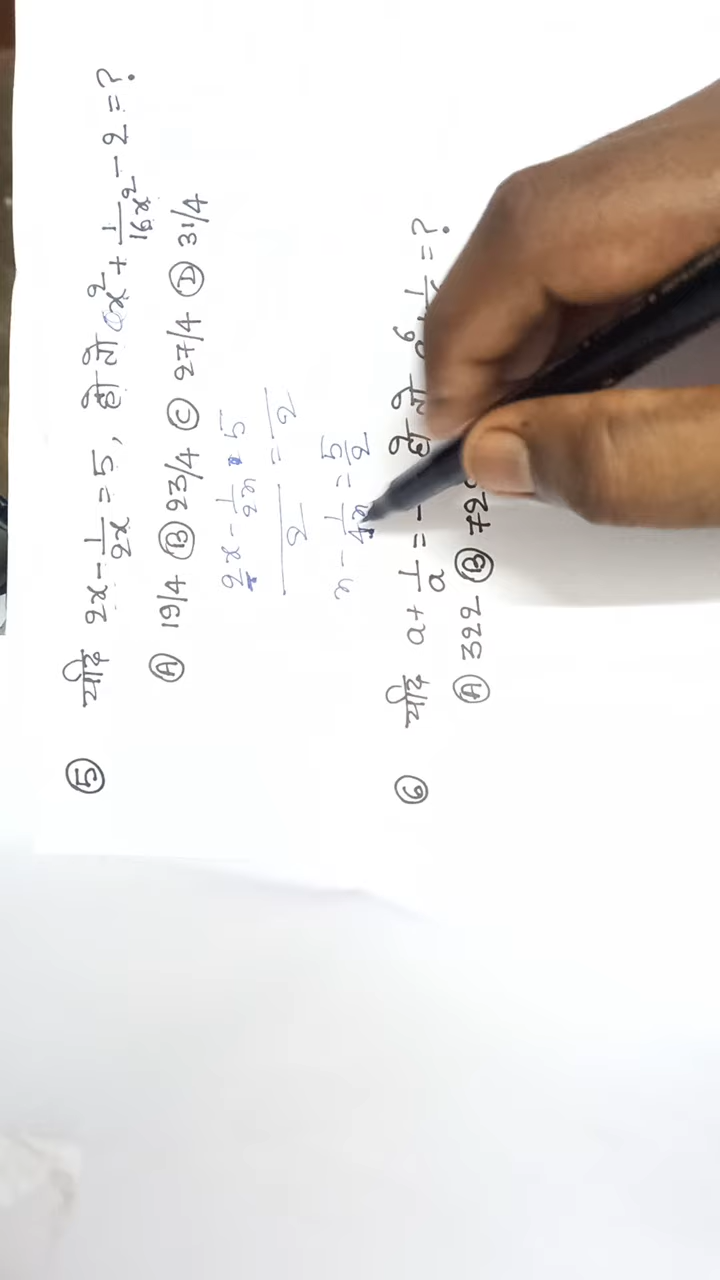 ⑤ यदि 2x - 1/2x = 5, हो तो x² + 1/16x² - 2 = ?
Ⓐ 19/4 Ⓑ 23/4 Ⓒ 27/4 Ⓓ 31/4
2x - 1/2x = 5
2 = 2
x - 1/4x = 5/2
⑥ यदि a + 1/a = - हो तो a⁶ 1/ = ?
Ⓐ 322 Ⓑ 72